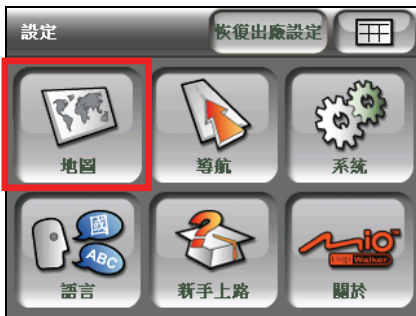 設定 恢復出廠設定
地圖 導航 系統
國
ABC
語言 新手上路 關於
Mio
DigiWalker